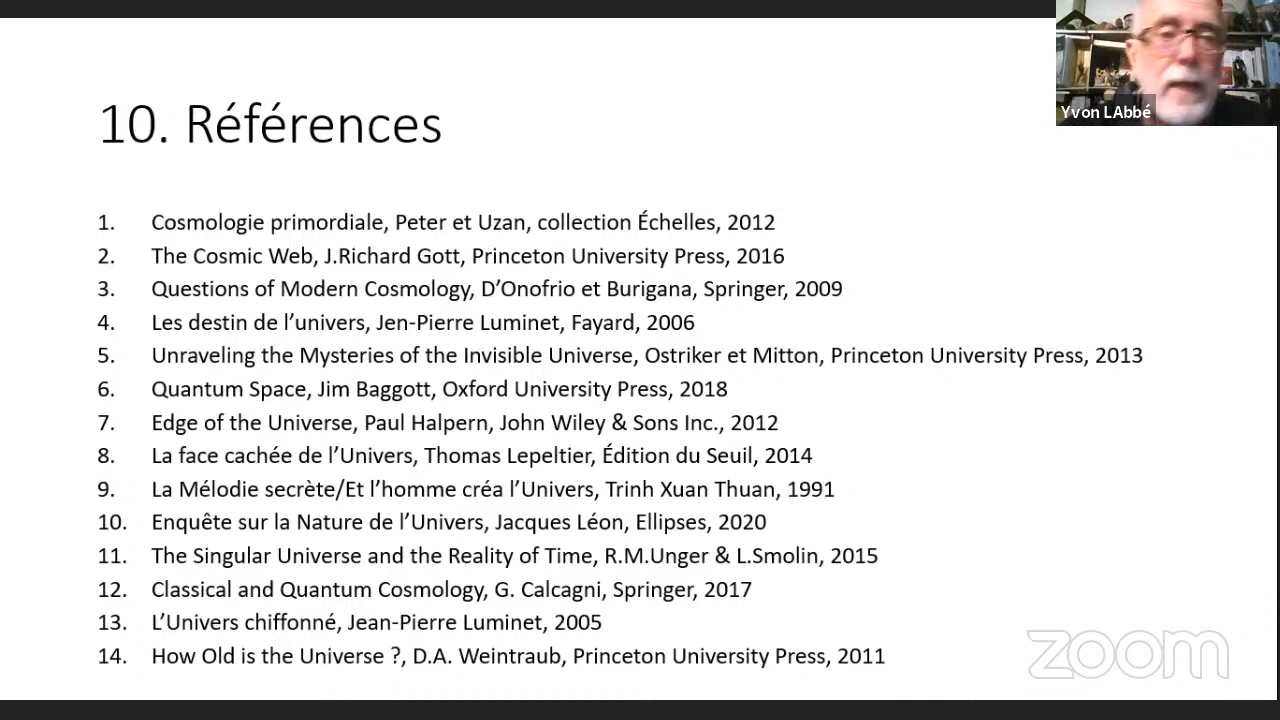 10. Références
Yvon LAbbé
1. Cosmologie primordiale, Peter et Uzan, collection Échelles, 2012
2. The Cosmic Web, J.Richard Gott, Princeton University Press, 2016
3. Questions of Modern Cosmology, D’Onofrio et Burigana, Springer, 2009
4. Les destin de l’univers, Jen-Pierre Luminet, Fayard, 2006
5. Unraveling the Mysteries of the Invisible Universe, Ostriker et Mitton, Princeton University Press, 2013
6. Quantum Space, Jim Baggott, Oxford University Press, 2018
7. Edge of the Universe, Paul Halpern, John Wiley & Sons Inc., 2012
8. La face cachée de l’Univers, Thomas Lepeltier, Édition du Seuil, 2014
9. La Mélodie secrète/Et l’homme créa l’Univers, Trinh Xuan Thuan, 1991
10. Enquête sur la Nature de l’Univers, Jacques Léon, Ellipses, 2020
11. The Singular Universe and the Reality of Time, R.M.Unger & L.Smolin, 2015
12. Classical and Quantum Cosmology, G. Calcagni, Springer, 2017
13. L’Univers chiffonné, Jean-Pierre Luminet, 2005
14. How Old is the Universe ?, D.A. Weintraub, Princeton University Press, 2011
zoom